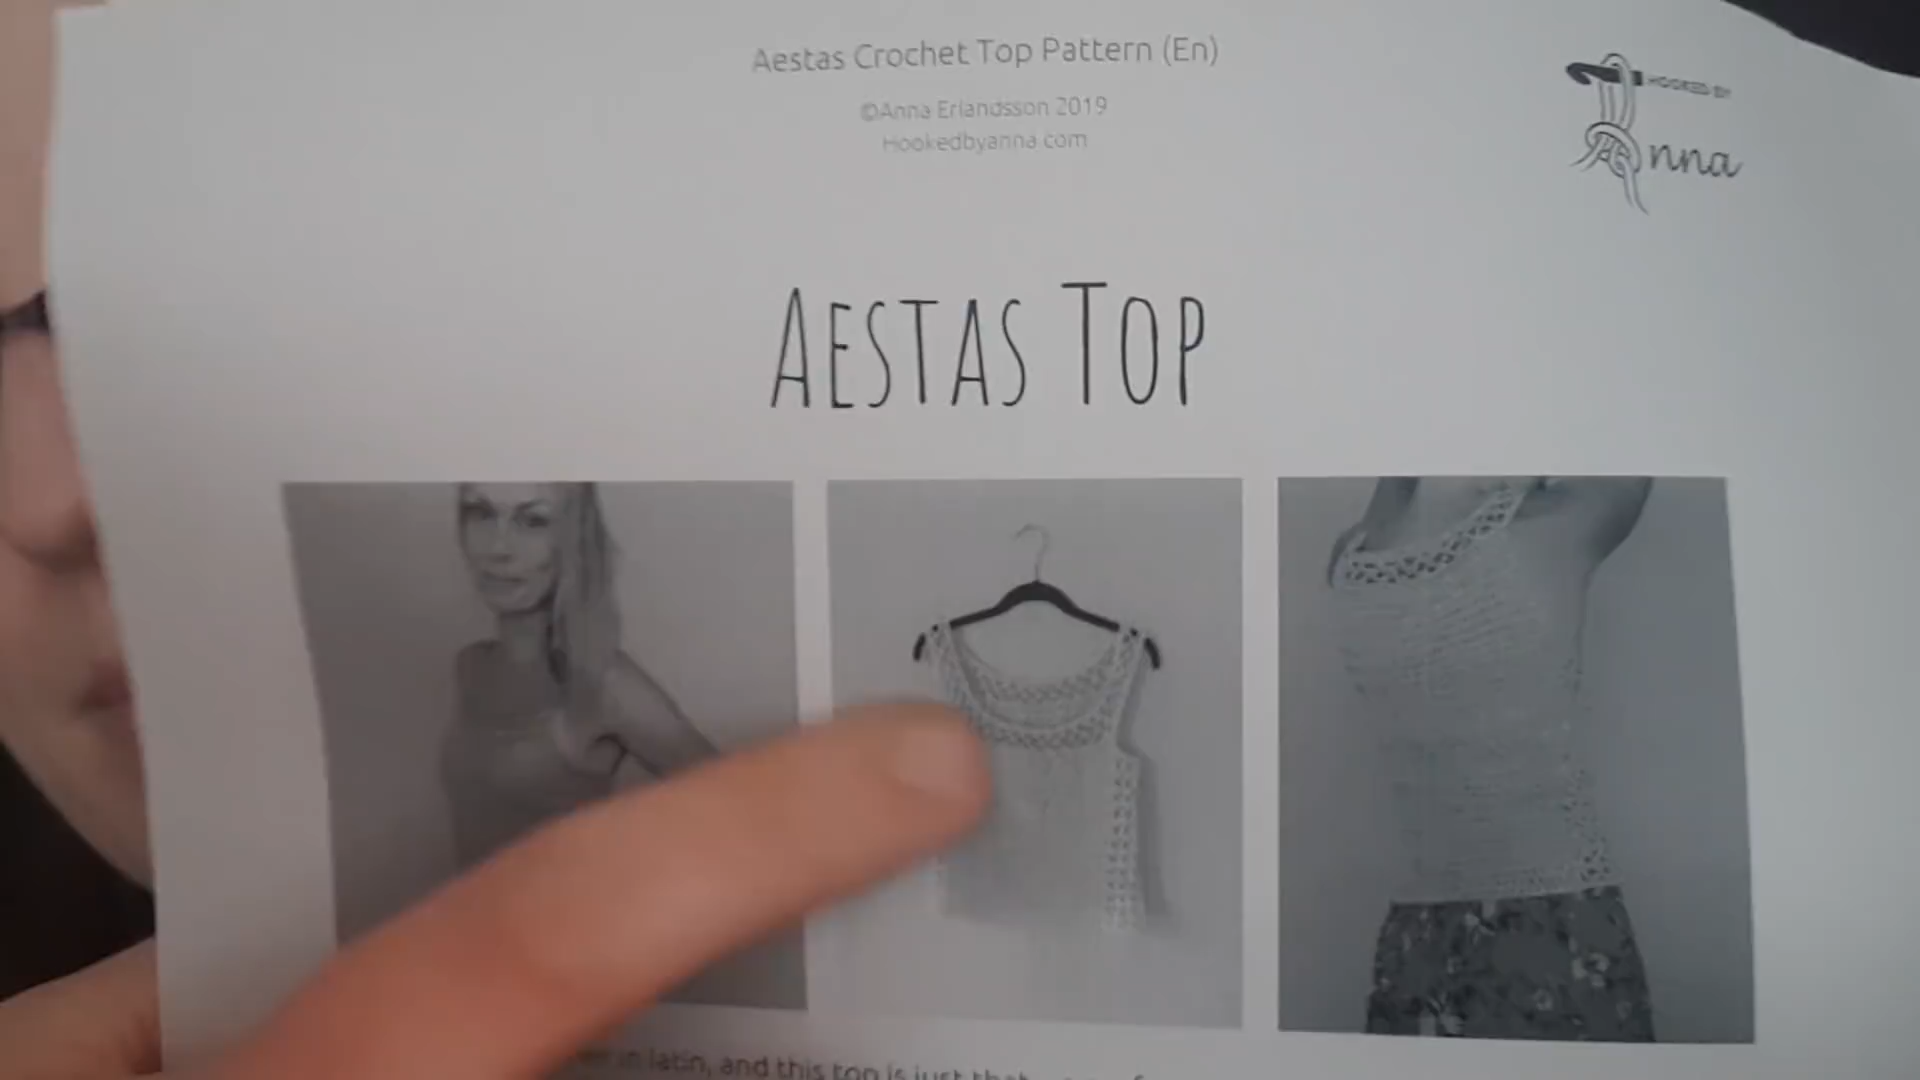 Aestas Crochet Top Pattern (En)
©Anna Erlandsson 2019
Hookedbyanna.com
HOOKED BY
Anna
AESTAS TOP
in latin, and this top is just that